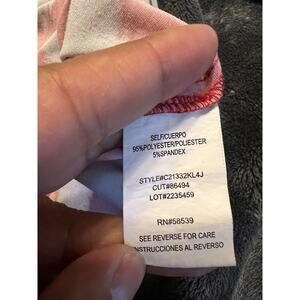 SELF/CUERPO
95%POLYESTER/POLIESTER
5%SPANDEX
STYLE#C21332KL4J
CUT#86494
LOT#2235459
RN#58539
SEE REVERSE FOR CARE
INSTRUCCIONES AL REVERSO